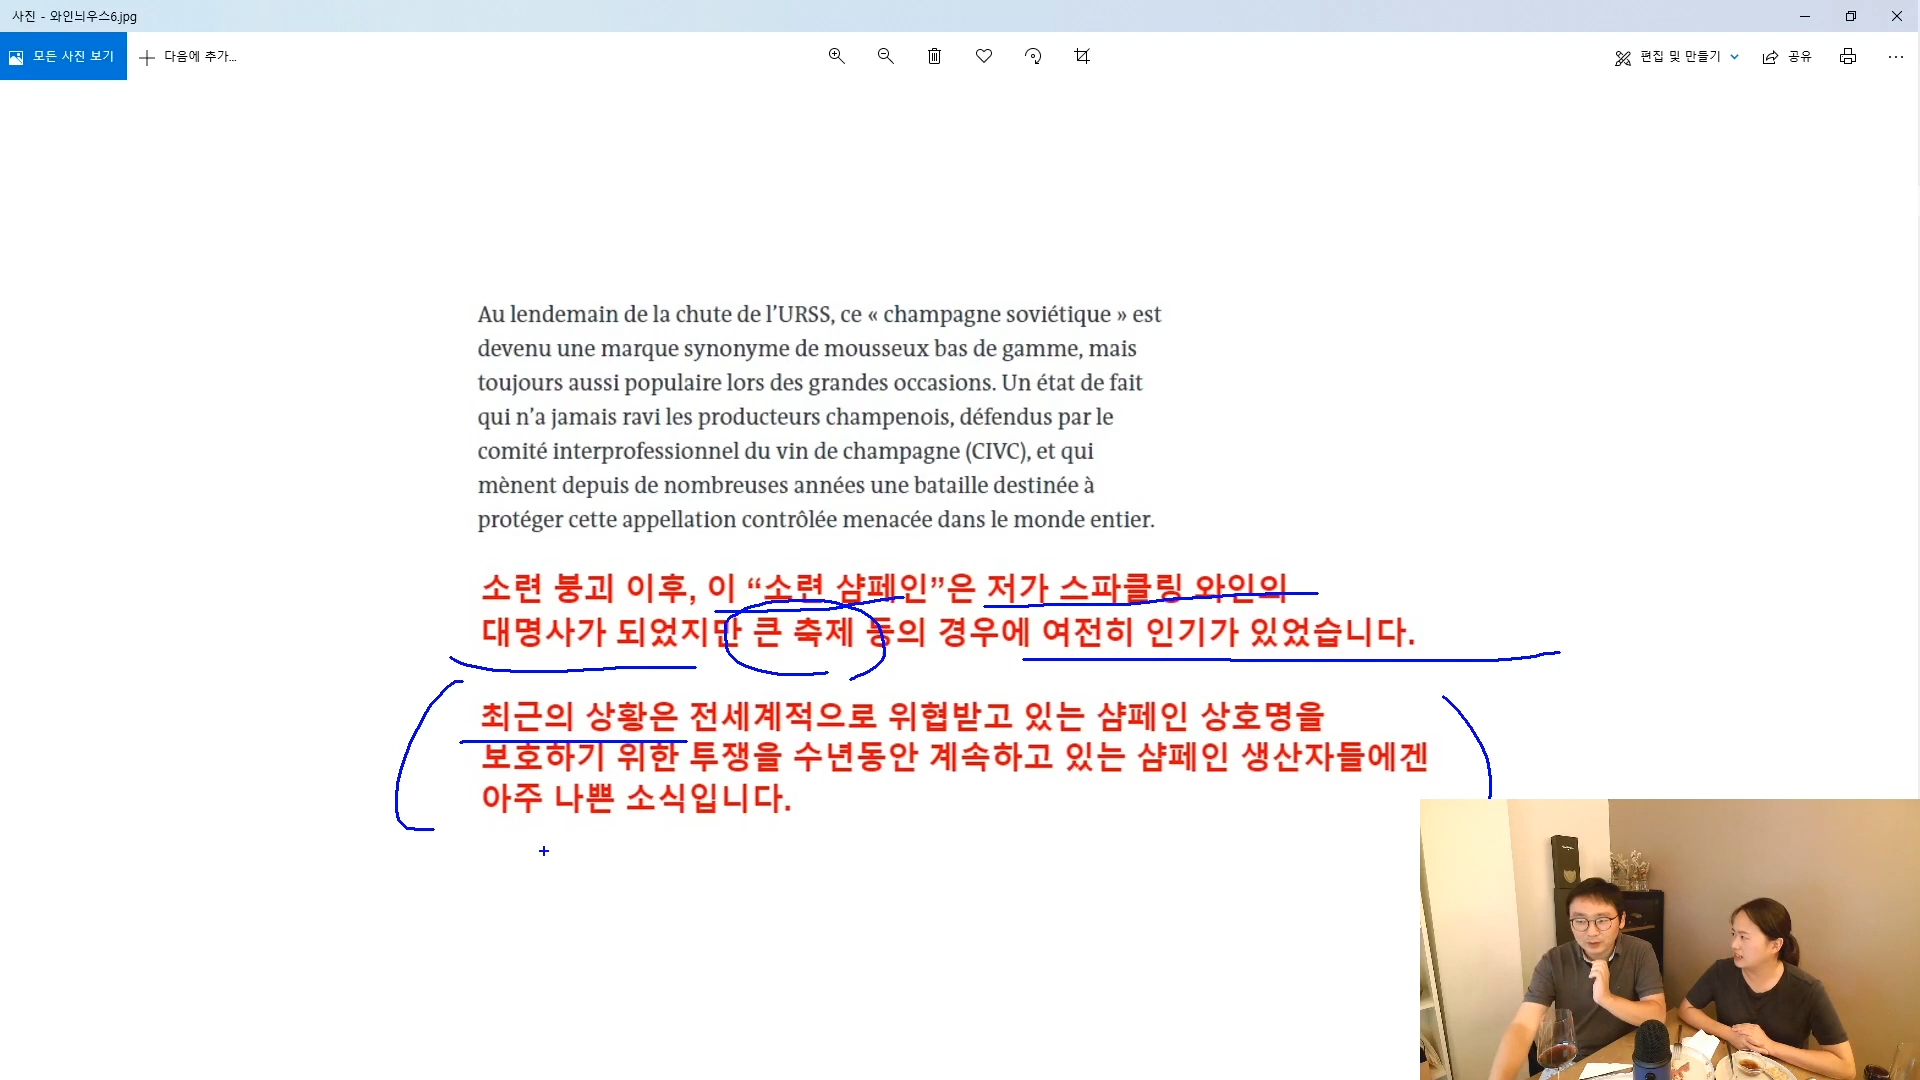 사진 - 와인늬우스6.jpg
모든 사진 보기
다음에 추가...
편집 및 만들기
공유
Au lendemain de la chute de l’URSS, ce « champagne soviétique » est
devenu une marque synonyme de mousseux bas de gamme, mais
toujours aussi populaire lors des grandes occasions. Un état de fait
qui n’a jamais ravi les producteurs champenois, défendus par le
comité interprofessionnel du vin de champagne (CIVC), et qui
mènent depuis de nombreuses années une bataille destinée à
protéger cette appellation contrôlée menacée dans le monde entier.
소련 붕괴 이후, 이 “소련 샴페인”은 저가 스파클링 와인의
대명사가 되었지만 큰 축제 등의 경우에 여전히 인기가 있었습니다.
최근의 상황은 전세계적으로 위협받고 있는 샴페인 상호명을
보호하기 위한 투쟁을 수년동안 계속하고 있는 샴페인 생산자들에겐
아주 나쁜 소식입니다.